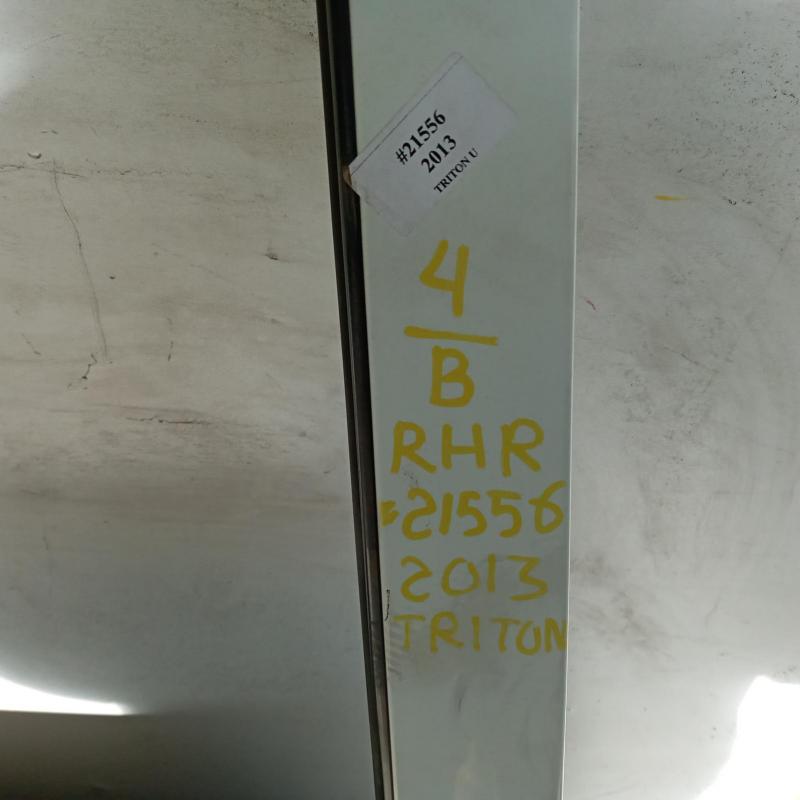 #21556
2013
TRITON U
4
B
RHR
#21556
2013
TRITON